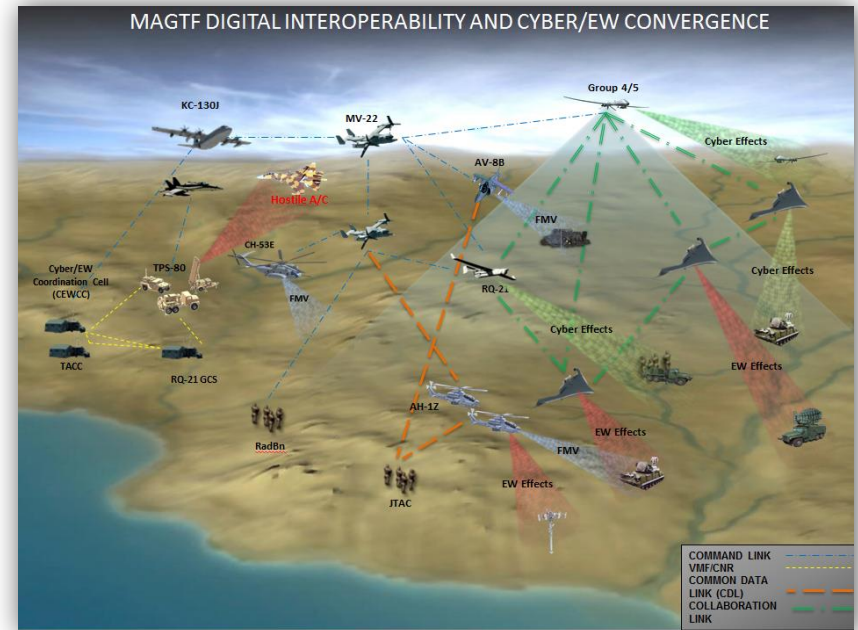 MAGTF DIGITAL INTEROPERABILITY AND CYBER/EW CONVERGENCE
Group 4/5
KC-130J
MV-22
Cyber Effects
AV-8B
Hostile A/C
FMV
CH-53E
Cyber/EW
Coordination Cell
(CEWCC)
TPS-80
Cyber Effects
RQ-21
FMV
Cyber Effects
TACC
RQ-21 GCS
EW Effects
AH-1Z
EW Effects
RadBn
FMV
EW Effects
JTAC
COMMAND LINK
VMF/CNR
COMMON DATA
LINK (CDL)
COLLABORATION
LINK